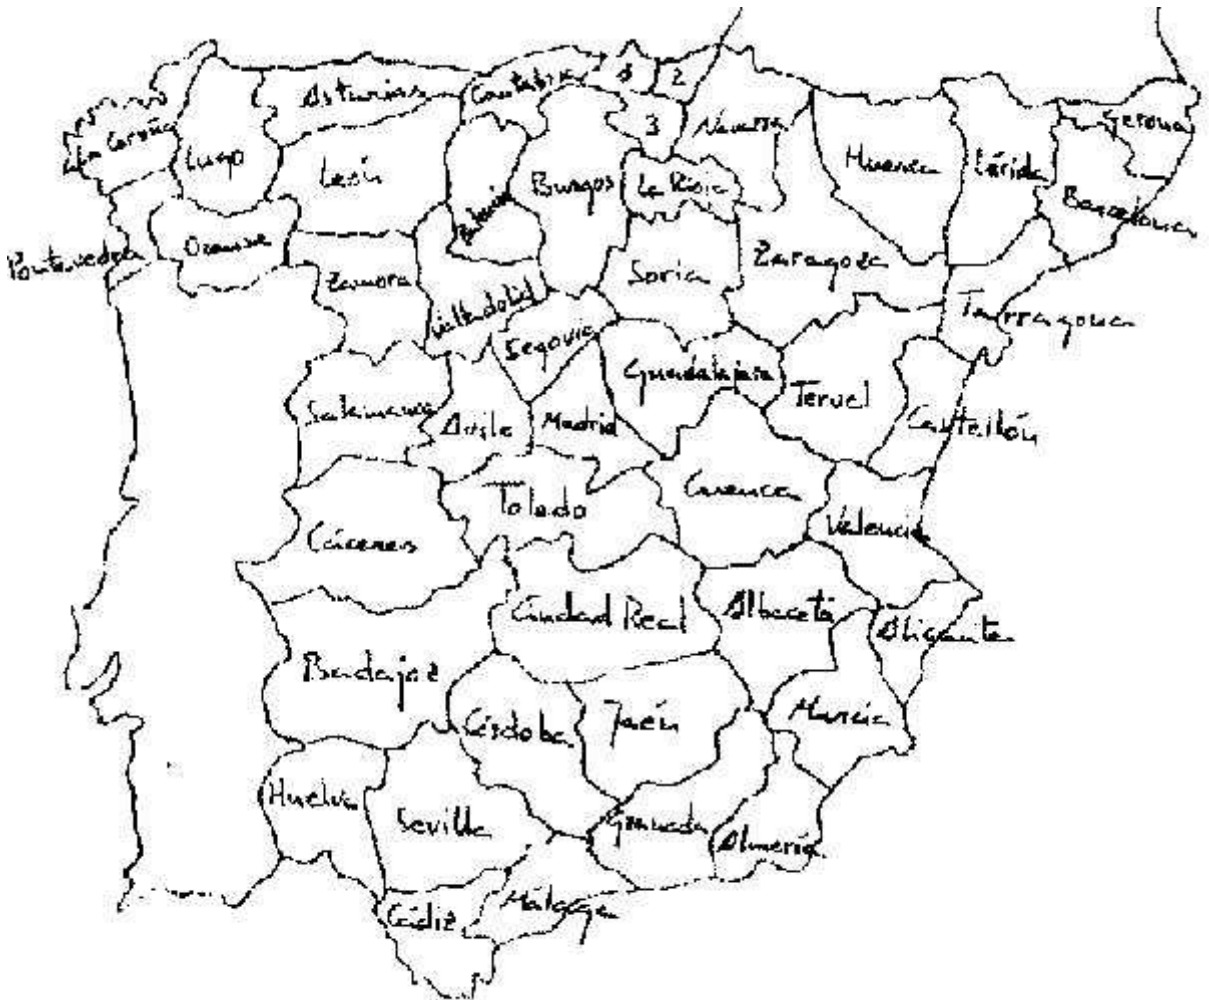 Asturias
Cantabria
1
2
3
Navarra
Gerona
La Coruña
Lugo
León
Palencia
Burgos
La Rioja
Huesca
Lérida
Barcelona
Pontevedra
Orense
Zamora
Valladolid
Soria
Zaragoza
Tarragona
Segovia
Guadalajara
Teruel
Castellón
Salamanca
Avila
Madrid
Cuenca
Toledo
Valencia
Cáceres
Ciudad Real
Albacete
Alicante
Badajoz
Córdoba
Jaén
Murcia
Huelva
Sevilla
Granada
Almería
Cádiz
Málaga